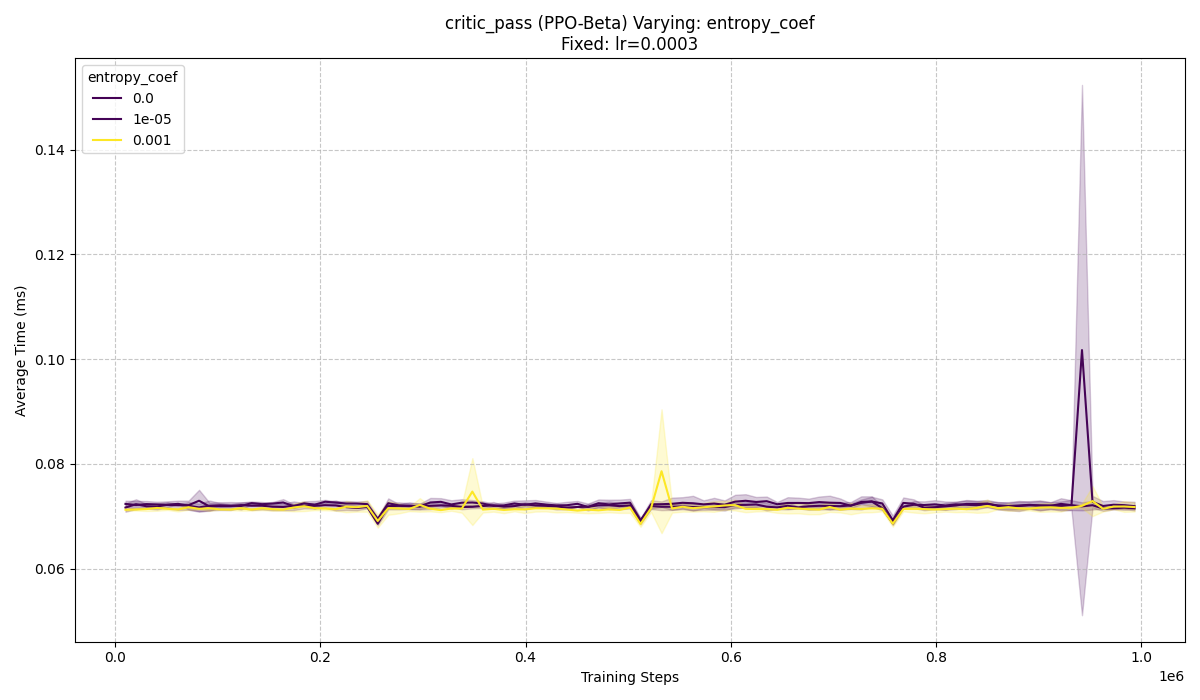 critic_pass (PPO-Beta) Varying: entropy_coef
Fixed: lr=0.0003
entropy_coef
0.0
1e-05
0.001
Average Time (ms)
0.14
0.12
0.10
0.08
0.06
0.0 0.2 0.4 0.6 0.8 1.0
1e6
Training Steps